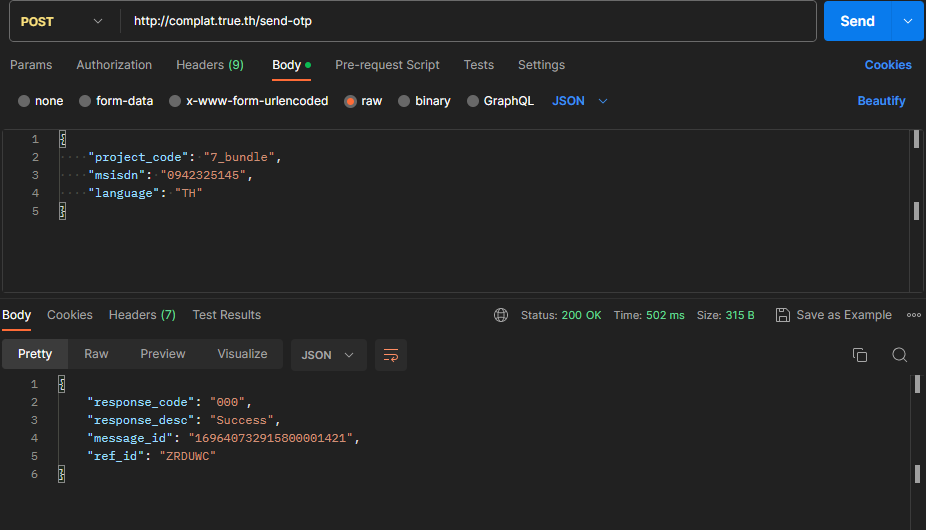 POST http://complat.true.th/send-otp Send
Params Authorization Headers (9) Body Pre-request Script Tests Settings Cookies
none form-data x-www-form-urlencoded raw binary GraphQL JSON Beautify
1 {
2 "project_code": "7_bundle",
3 "msisdn": "0942325145",
4 "language": "TH"
5 }
Body Cookies Headers (7) Test Results Status: 200 OK Time: 502 ms Size: 315 B Save as Example
Pretty Raw Preview Visualize JSON
1 {
2 "response_code": "000",
3 "response_desc": "Success",
4 "message_id": "169640732915800001421",
5 "ref_id": "ZRDUWC"
6 }